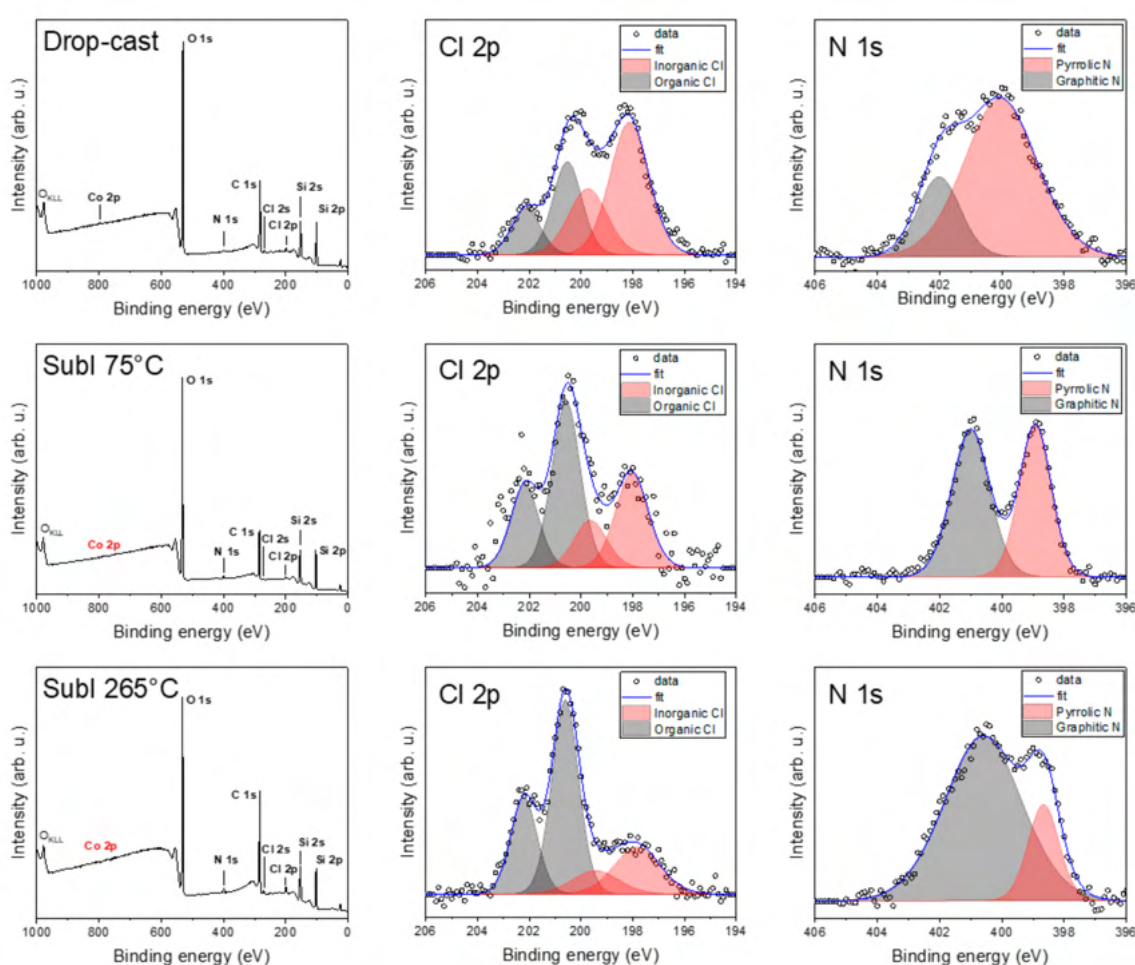 Drop-cast
O 1s
O KLL
Co 2p
N 1s
C 1s
Cl 2s
Cl 2p
Si 2s
Si 2p
Intensity (arb. u.)
1000 800 600 400 200 0
Binding energy (eV)
Cl 2p
data
fit
Inorganic Cl
Organic Cl
Intensity (arb. u.)
206 204 202 200 198 196 194
Binding energy (eV)
N 1s
data
fit
Pyrrolic N
Graphitic N
Intensity (arb. u.)
406 404 402 400 398 396
Binding energy (eV)
Subl 75°C
O 1s
O KLL
Co 2p
N 1s
C 1s
Cl 2s
Cl 2p
Si 2s
Si 2p
Intensity (arb. u.)
1000 800 600 400 200 0
Binding energy (eV)
Cl 2p
data
fit
Inorganic Cl
Organic Cl
Intensity (arb. u.)
206 204 202 200 198 196 194
Binding energy (eV)
N 1s
data
fit
Pyrrolic N
Graphitic N
Intensity (arb. u.)
406 404 402 400 398 396
Binding energy (eV)
Subl 265°C
O 1s
O KLL
Co 2p
N 1s
C 1s
Cl 2s
Cl 2p
Si 2s
Si 2p
Intensity (arb. u.)
1000 800 600 400 200 0
Binding energy (eV)
Cl 2p
data
fit
Inorganic Cl
Organic Cl
Intensity (arb. u.)
206 204 202 200 198 196 194
Binding energy (eV)
N 1s
data
fit
Pyrrolic N
Graphitic N
Intensity (arb. u.)
406 404 402 400 398 396
Binding energy (eV)